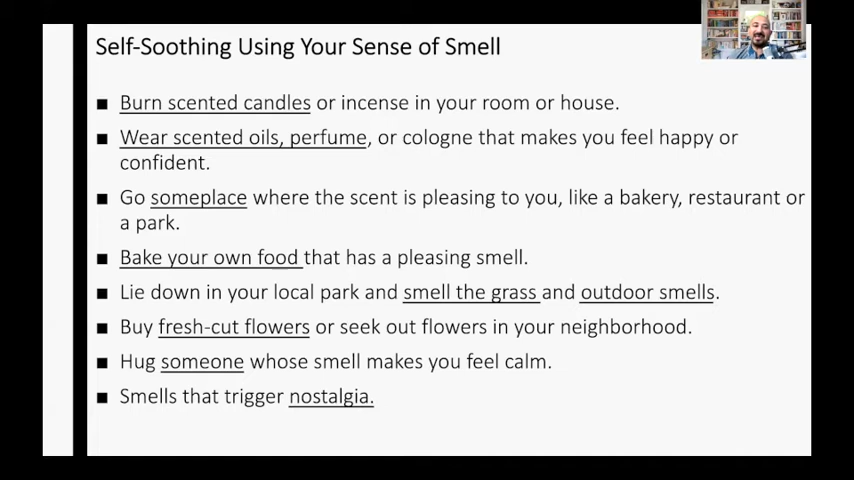 Self-Soothing Using Your Sense of Smell
■ Burn scented candles or incense in your room or house.
■ Wear scented oils, perfume, or cologne that makes you feel happy or
confident.
■ Go someplace where the scent is pleasing to you, like a bakery, restaurant or
a park.
■ Bake your own food that has a pleasing smell.
■ Lie down in your local park and smell the grass and outdoor smells.
■ Buy fresh-cut flowers or seek out flowers in your neighborhood.
■ Hug someone whose smell makes you feel calm.
■ Smells that trigger nostalgia.